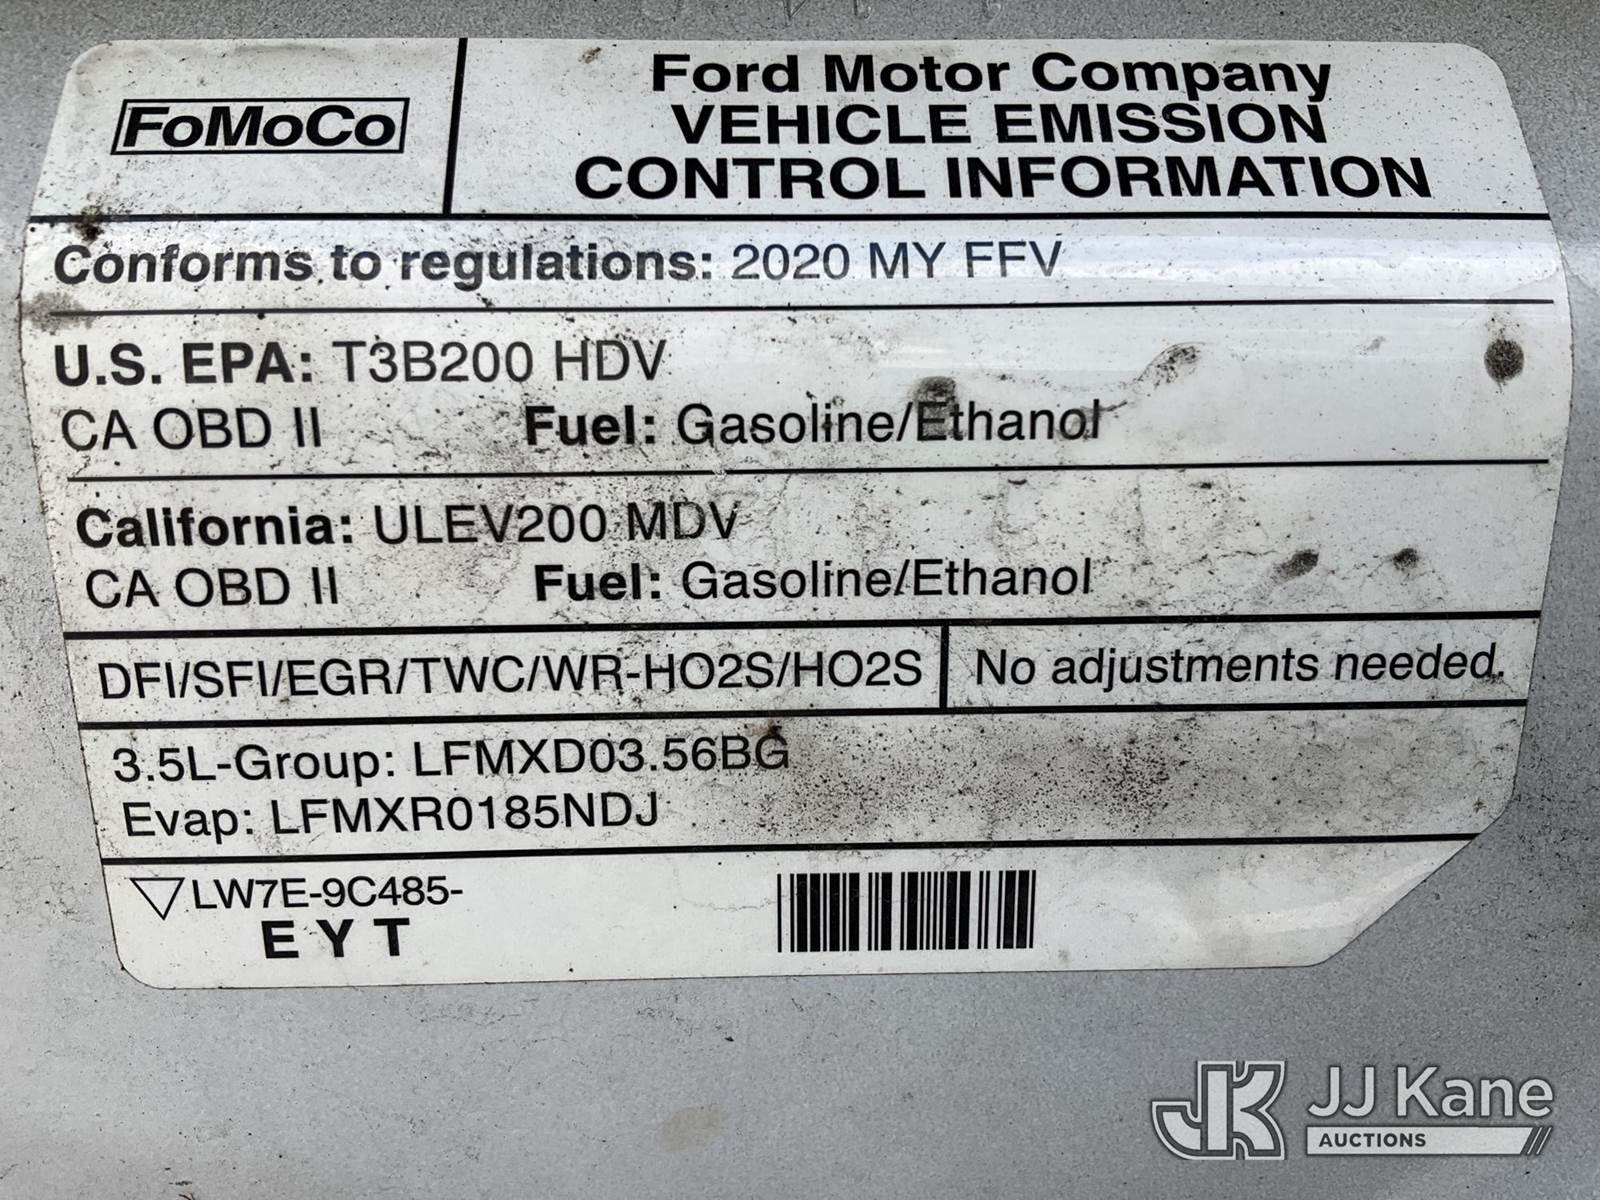 FoMoCo
Ford Motor Company
VEHICLE EMISSION
CONTROL INFORMATION
Conforms to regulations: 2020 MY FFV
U.S. EPA: T3B200 HDV
CA OBD II Fuel: Gasoline/Ethanol
California: ULEV200 MDV
CA OBD II Fuel: Gasoline/Ethanol
DFI/SFI/EGR/TWC/WR-HO2S/HO2S No adjustments needed.
3.5L-Group: LFMXD03.56BG
Evap: LFMXR0185NDJ
LW7E-9C485-
E Y T
JK JJ Kane
AUCTIONS